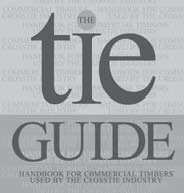 THE
tie
GUIDE
HANDBOOK FOR COMMERCIAL TIMBERS
USED BY THE CROSSTIE INDUSTRY